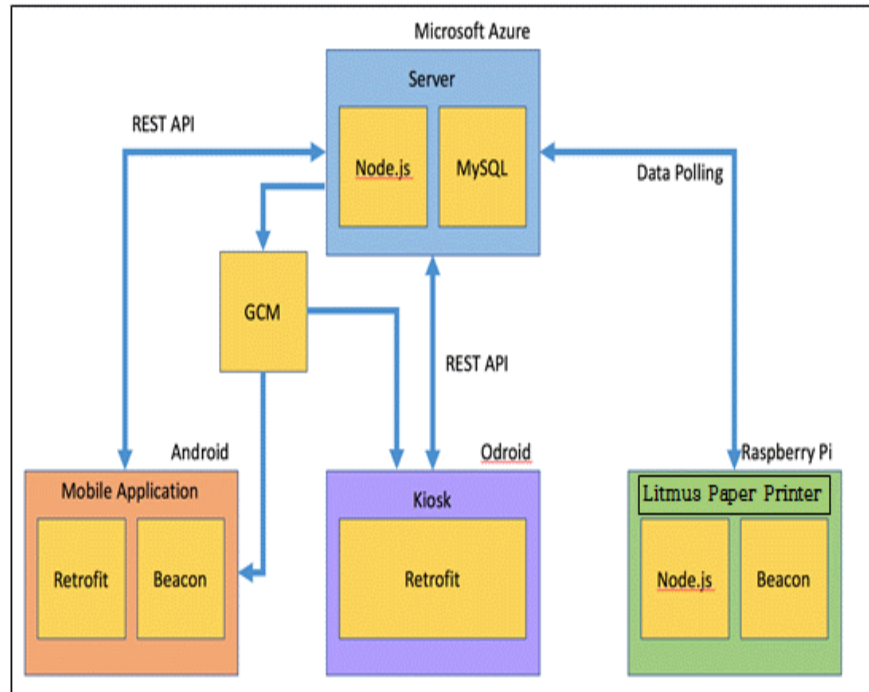 Microsoft Azure
Server
REST API
Node.js
MySQL
Data Polling
GCM
REST API
Android
Odroid
Raspberry Pi
Mobile Application
Kiosk
Litmus Paper Printer
Retrofit
Beacon
Retrofit
Node.js
Beacon